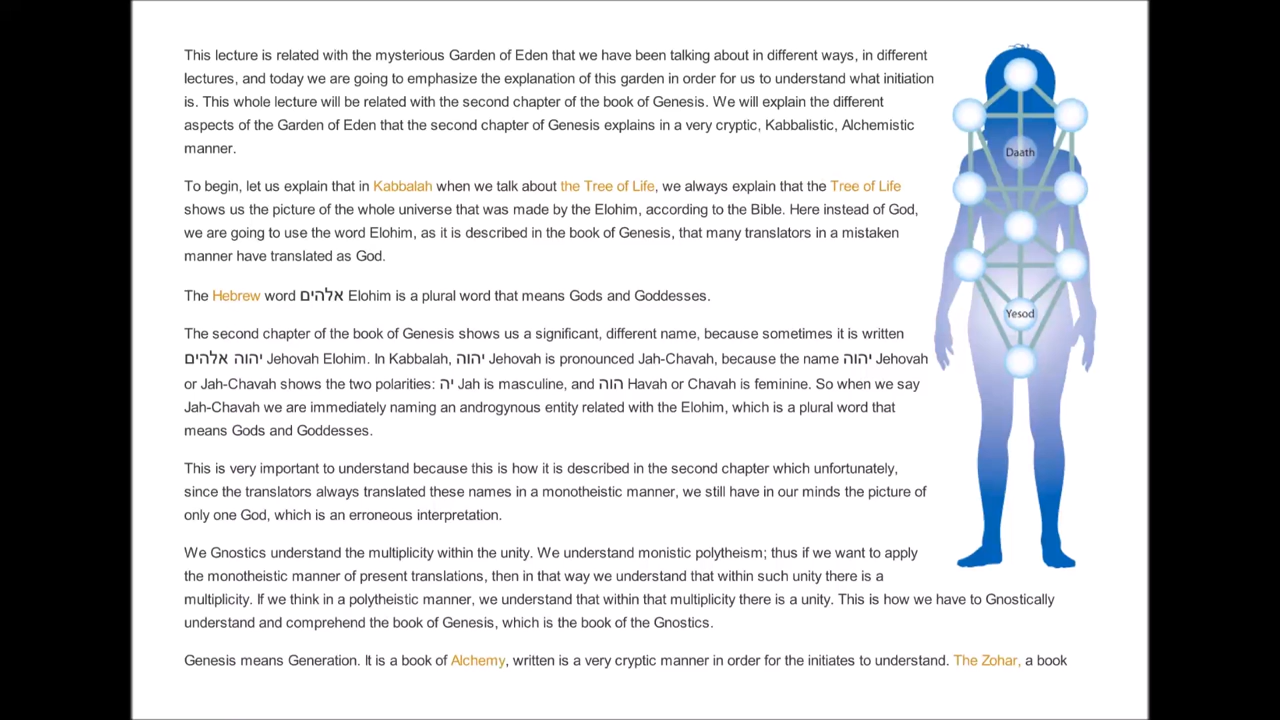 This lecture is related with the mysterious Garden of Eden that we have been talking about in different ways, in different
lectures, and today we are going to emphasize the explanation of this garden in order for us to understand what initiation
is. This whole lecture will be related with the second chapter of the book of Genesis. We will explain the different
aspects of the Garden of Eden that the second chapter of Genesis explains in a very cryptic, Kabbalistic, Alchemistic
manner.
To begin, let us explain that in Kabbalah when we talk about the Tree of Life, we always explain that the Tree of Life
shows us the picture of the whole universe that was made by the Elohim, according to the Bible. Here instead of God,
we are going to use the word Elohim, as it is described in the book of Genesis, that many translators in a mistaken
manner have translated as God.
The Hebrew word אלהים Elohim is a plural word that means Gods and Goddesses.
The second chapter of the book of Genesis shows us a significant, different name, because sometimes it is written
יהוה אלהים Jehovah Elohim. In Kabbalah, יהוה Jehovah is pronounced Jah-Chavah, because the name יהוה Jehovah
or Jah-Chavah shows the two polarities: יה Jah is masculine, and הוה Havah or Chavah is feminine. So when we say
Jah-Chavah we are immediately naming an androgynous entity related with the Elohim, which is a plural word that
means Gods and Goddesses.
This is very important to understand because this is how it is described in the second chapter which unfortunately,
since the translators always translated these names in a monotheistic manner, we still have in our minds the picture of
only one God, which is an erroneous interpretation.
We Gnostics understand the multiplicity within the unity. We understand monistic polytheism; thus if we want to apply
the monotheistic manner of present translations, then in that way we understand that within such unity there is a
multiplicity. If we think in a polytheistic manner, we understand that within that multiplicity there is a unity. This is how we have to Gnostically
understand and comprehend the book of Genesis, which is the book of the Gnostics.
Genesis means Generation. It is a book of Alchemy, written is a very cryptic manner in order for the initiates to understand. The Zohar, a book
Daath
Yesod